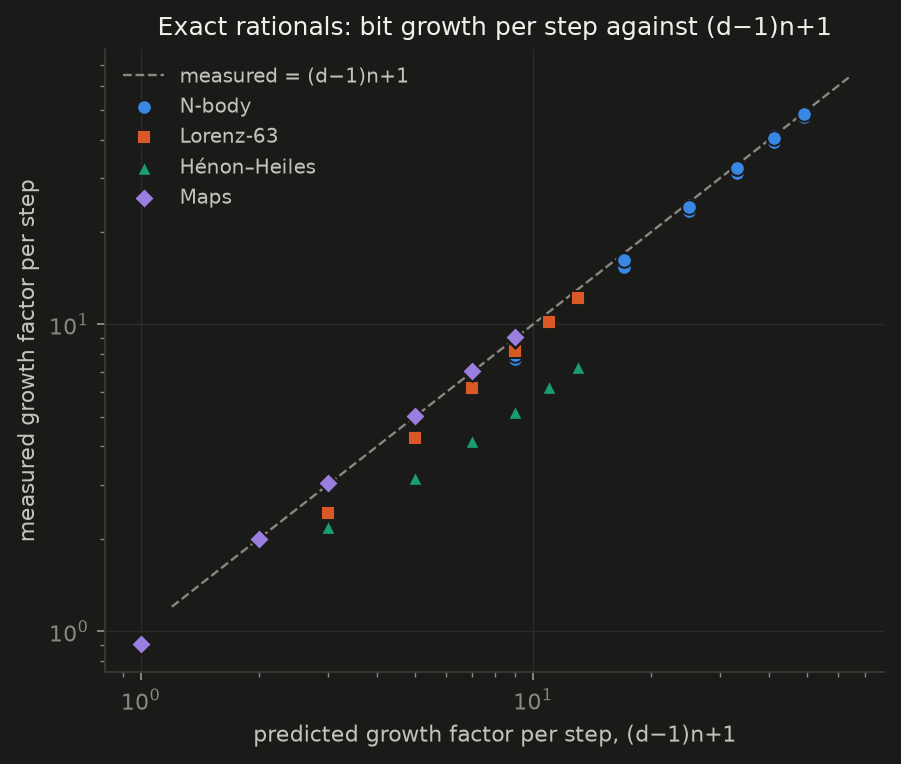 Exact rationals: bit growth per step against (d−1)n+1
measured = (d−1)n+1
N-body
Lorenz-63
Hénon–Heiles
Maps
measured growth factor per step
10¹
10⁰
10⁰
10¹
predicted growth factor per step, (d−1)n+1